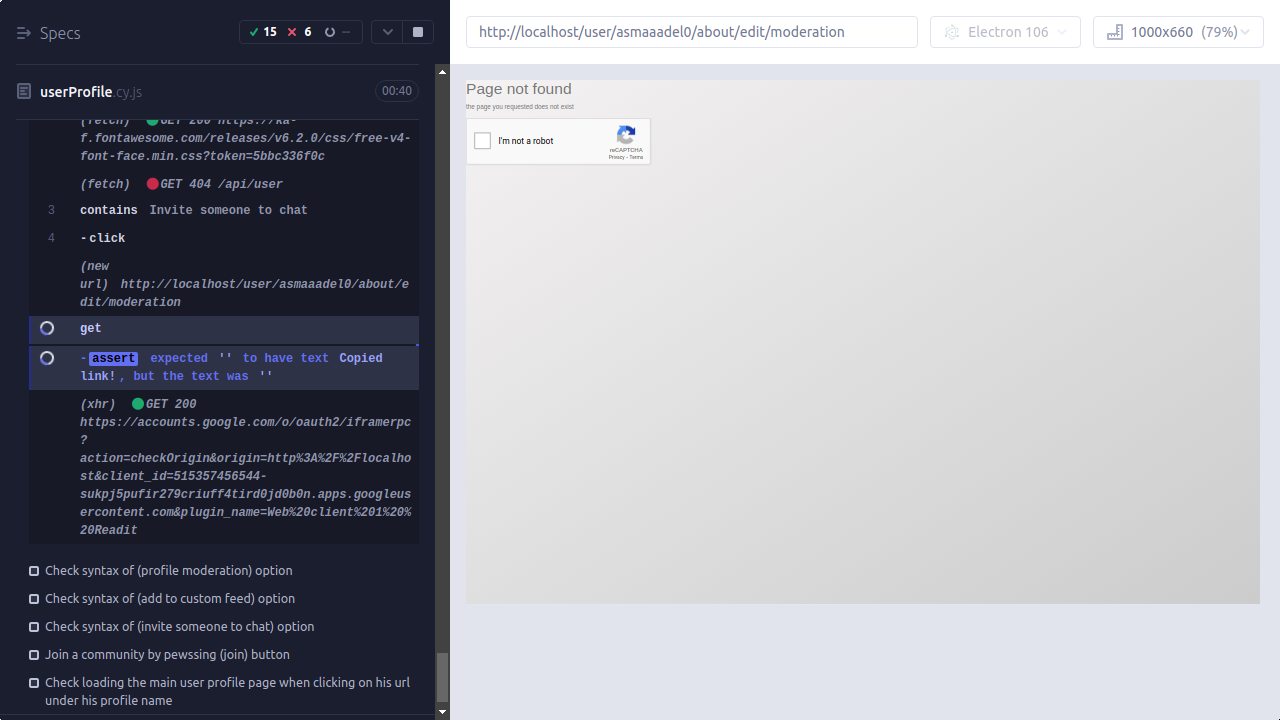 Specs
15 6 --
http://localhost/user/asmaaadel0/about/edit/moderation
Electron 106
1000x660 (79%)
userProfile.cy.js
00:40
(fetch) GET 200 https://ka-
f.fontawesome.com/releases/v6.2.0/css/free-v4-
font-face.min.css?token=5bbc336f0c
(fetch) GET 404 /api/user
3 contains Invite someone to chat
4 -click
(new
url) http://localhost/user/asmaaadel0/about/e
dit/moderation
get
-assert expected '' to have text Copied
link!, but the text was ''
(xhr) GET 200
https://accounts.google.com/o/oauth2/iframerpc
?
action=checkOrigin&origin=http%3A%2F%2Flocalho
st&client_id=515357456544-
sukpj5pufir279criuff4tird0jd0b0n.apps.googleus
ercontent.com&plugin_name=Web%20client%201%20%
20Readit
Check syntax of (profile moderation) option
Check syntax of (add to custom feed) option
Check syntax of (invite someone to chat) option
Join a community by pewssing (join) button
Check loading the main user profile page when clicking on his url
under his profile name
Page not found
the page you requested does not exist
I'm not a robot
reCAPTCHA
Privacy - Terms